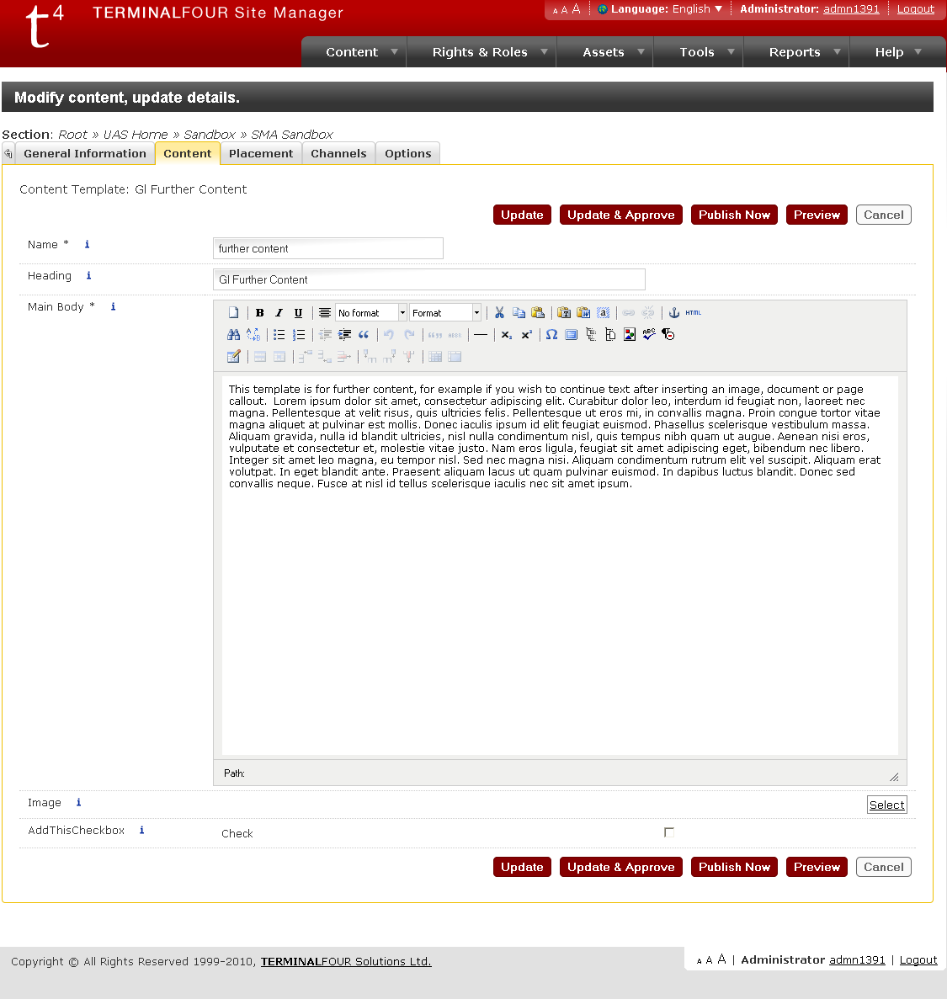 t4 TERMINALFOUR Site Manager
A A A Language: English Administrator: admn1391 Logout
Content Rights & Roles Assets Tools Reports Help
Modify content, update details.
Section: Root » UAS Home » Sandbox » SMA Sandbox
General Information Content Placement Channels Options
Content Template: Gl Further Content
Update Update & Approve Publish Now Preview Cancel
Name * i further content
Heading i Gl Further Content
Main Body * i
B I U No format Format HTML
This template is for further content, for example if you wish to continue text after inserting an image, document or page
callout.  Lorem ipsum dolor sit amet, consectetur adipiscing elit. Curabitur dolor leo, interdum id feugiat non, laoreet nec
magna. Pellentesque at velit risus, quis ultricies felis. Pellentesque ut eros mi, in convallis magna. Proin congue tortor vitae
magna aliquet at pulvinar est mollis. Donec iaculis ipsum id elit feugiat euismod. Phasellus scelerisque vestibulum massa.
Aliquam gravida, nulla id blandit ultricies, nisl nulla condimentum nisl, quis tempus nibh quam ut augue. Aenean nisi eros,
vulputate et consectetur et, molestie vitae justo. Nam eros ligula, feugiat sit amet adipiscing eget, bibendum nec libero.
Integer sit amet leo magna, eu tempor nisl. Sed nec magna nisi. Aliquam condimentum rutrum elit vel suscipit. Aliquam erat
volutpat. In eget blandit ante. Praesent aliquam lacus ut quam pulvinar euismod. In dapibus luctus blandit. Donec sed
convallis neque. Fusce at nisl id tellus scelerisque iaculis nec sit amet ipsum.
Path:
Image i Select
AddThisCheckbox i Check
Update Update & Approve Publish Now Preview Cancel
Copyright © All Rights Reserved 1999-2010, TERMINALFOUR Solutions Ltd.
A A A | Administrator admn1391 | Logout